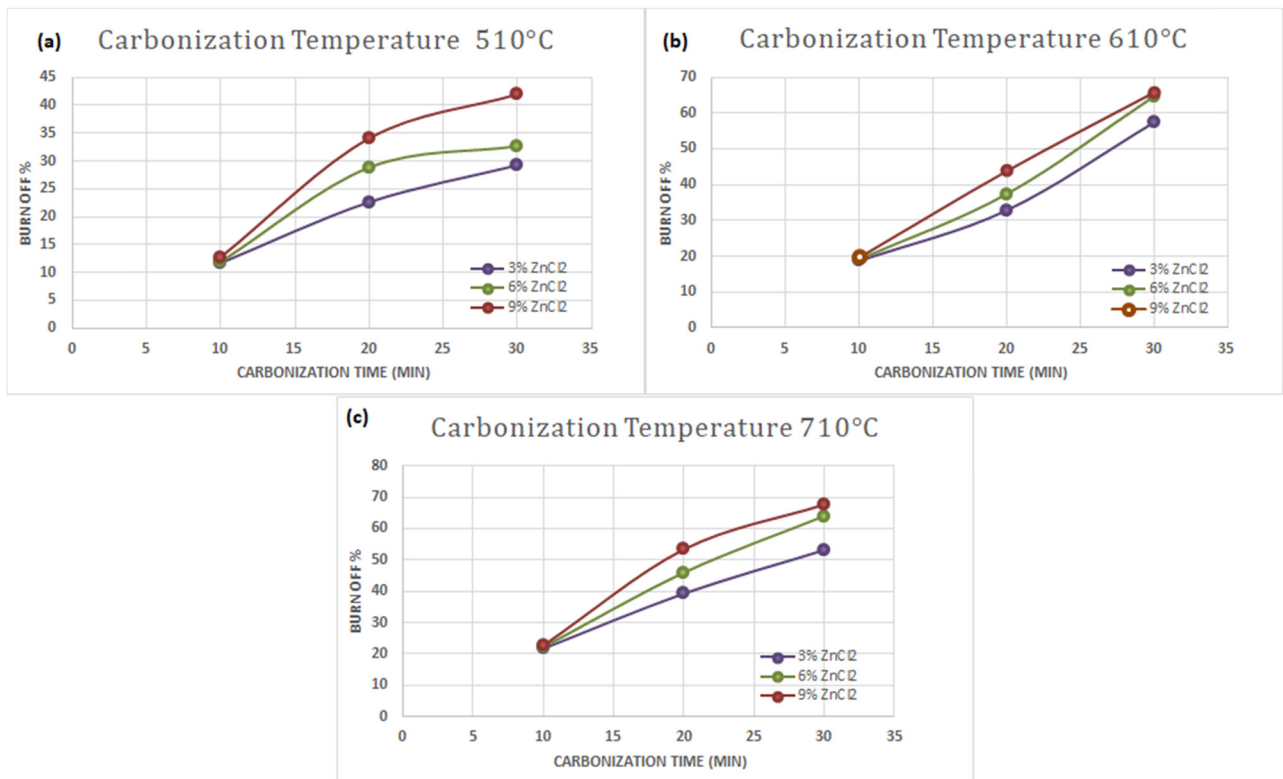 (a) Carbonization Temperature 510°C
45
40
35
30
25
20
15
10
5
0
BURN OFF %
3% ZnCl2
6% ZnCl2
9% ZnCl2
0 5 10 15 20 25 30 35
CARBONIZATION TIME (MIN)
(b) Carbonization Temperature 610°C
70
60
50
40
30
20
10
0
BURN OFF %
3% ZnCl2
6% ZnCl2
9% ZnCl2
0 5 10 15 20 25 30 35
CARBONIZATION TIME (MIN)
(c) Carbonization Temperature 710°C
80
70
60
50
40
30
20
10
0
BURN OFF %
3% ZnCl2
6% ZnCl2
9% ZnCl2
0 5 10 15 20 25 30 35
CARBONIZATION TIME (MIN)